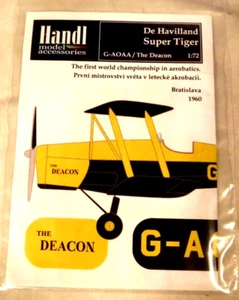 Handl
model
accessories
De Havilland
Super Tiger
G-AOAA / The Deacon 1:72
The first world championship in aerobatics.
První mistrovství světa v letecké akrobacii.
Bratislava
1960
THE
DEACON
G
THE
DEACON
G-A